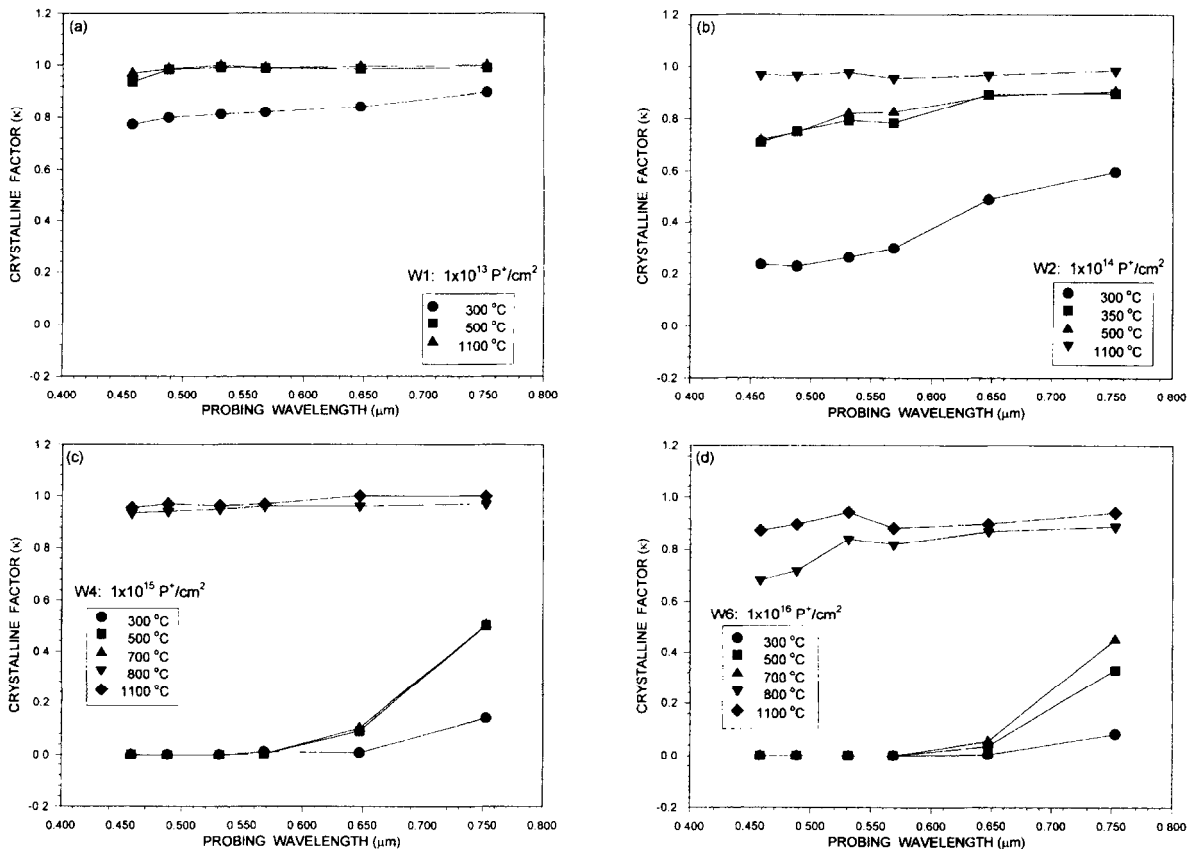 (a)
1.2
1.0
0.8
0.6
0.4
0.2
0.0
-0.2
CRYSTALLINE FACTOR (κ)
W1: 1x10¹³ P⁺/cm²
300 °C
500 °C
1100 °C
0.400 0.450 0.500 0.550 0.600 0.650 0.700 0.750 0.800
PROBING WAVELENGTH (μm)
(b)
1.2
1.0
0.8
0.6
0.4
0.2
0.0
-0.2
CRYSTALLINE FACTOR (κ)
W2: 1x10¹⁴ P⁺/cm²
300 °C
350 °C
500 °C
1100 °C
0.400 0.450 0.500 0.550 0.600 0.650 0.700 0.750 0.800
PROBING WAVELENGTH (μm)
(c)
1.2
1.0
0.8
0.6
0.4
0.2
0.0
-0.2
CRYSTALLINE FACTOR (κ)
W4: 1x10¹⁵ P⁺/cm²
300 °C
500 °C
700 °C
800 °C
1100 °C
0.400 0.450 0.500 0.550 0.600 0.650 0.700 0.750 0.800
PROBING WAVELENGTH (μm)
(d)
1.2
1.0
0.8
0.6
0.4
0.2
0.0
-0.2
CRYSTALLINE FACTOR (κ)
W6: 1x10¹⁶ P⁺/cm²
300 °C
500 °C
700 °C
800 °C
1100 °C
0.400 0.450 0.500 0.550 0.600 0.650 0.700 0.750 0.800
PROBING WAVELENGTH (μm)